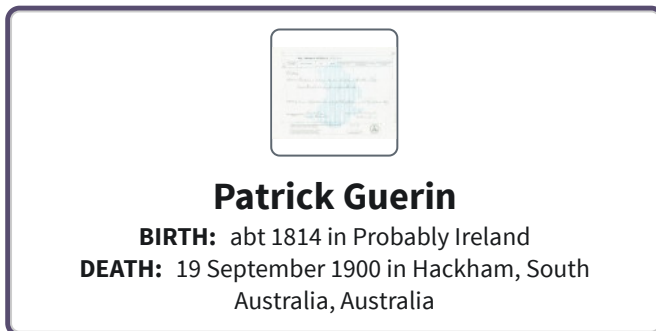 Patrick Guerin
BIRTH: abt 1814 in Probably Ireland
DEATH: 19 September 1900 in Hackham, South
Australia, Australia